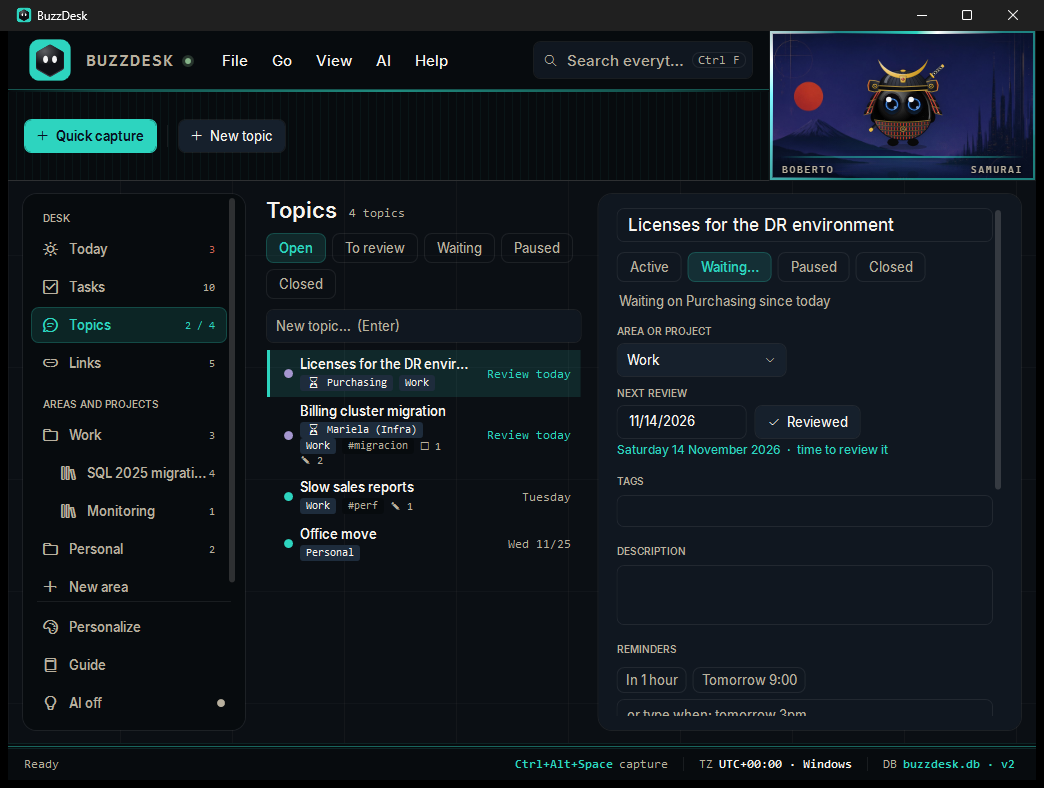 BuzzDesk
BUZZDESK
File Go View AI Help
Search everyt... Ctrl F
+ Quick capture
+ New topic
BOBERTO SAMURAI
DESK
Today 3
Tasks 10
Topics 2 / 4
Links 5
AREAS AND PROJECTS
Work 3
SQL 2025 migrati... 4
Monitoring 1
Personal 2
+ New area
Personalize
Guide
AI off
Topics 4 topics
Open To review Waiting Paused
Closed
New topic... (Enter)
Licenses for the DR envir...
Purchasing Work
Review today
Billing cluster migration
Mariela (Infra)
Work #migracion 1
2
Review today
Slow sales reports
Work #perf 1
Tuesday
Office move
Personal
Wed 11/25
Licenses for the DR environment
Active Waiting... Paused Closed
Waiting on Purchasing since today
AREA OR PROJECT
Work
NEXT REVIEW
11/14/2026 Reviewed
Saturday 14 November 2026 · time to review it
TAGS
DESCRIPTION
REMINDERS
In 1 hour Tomorrow 9:00
or type when: tomorrow 3pm
Ready
Ctrl+Alt+Space capture
TZ UTC+00:00 · Windows
DB buzzdesk.db · v2